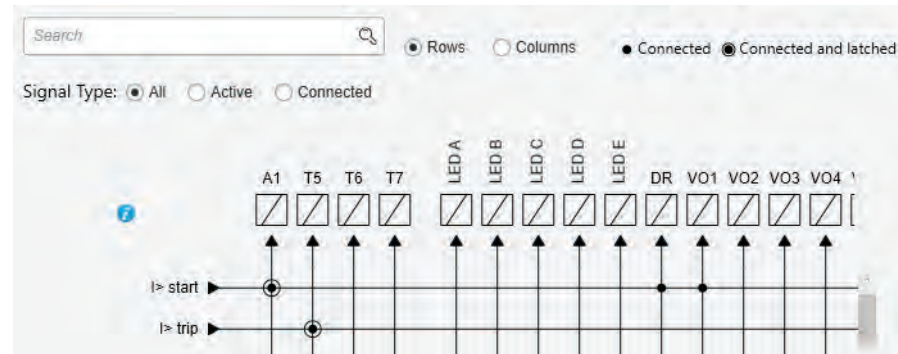 Search
Rows Columns Connected Connected and latched
Signal Type: All Active Connected
A1 T5 T6 T7 LED A LED B LED C LED D LED E DR VO1 VO2 VO3 VO4
I> start
I> trip